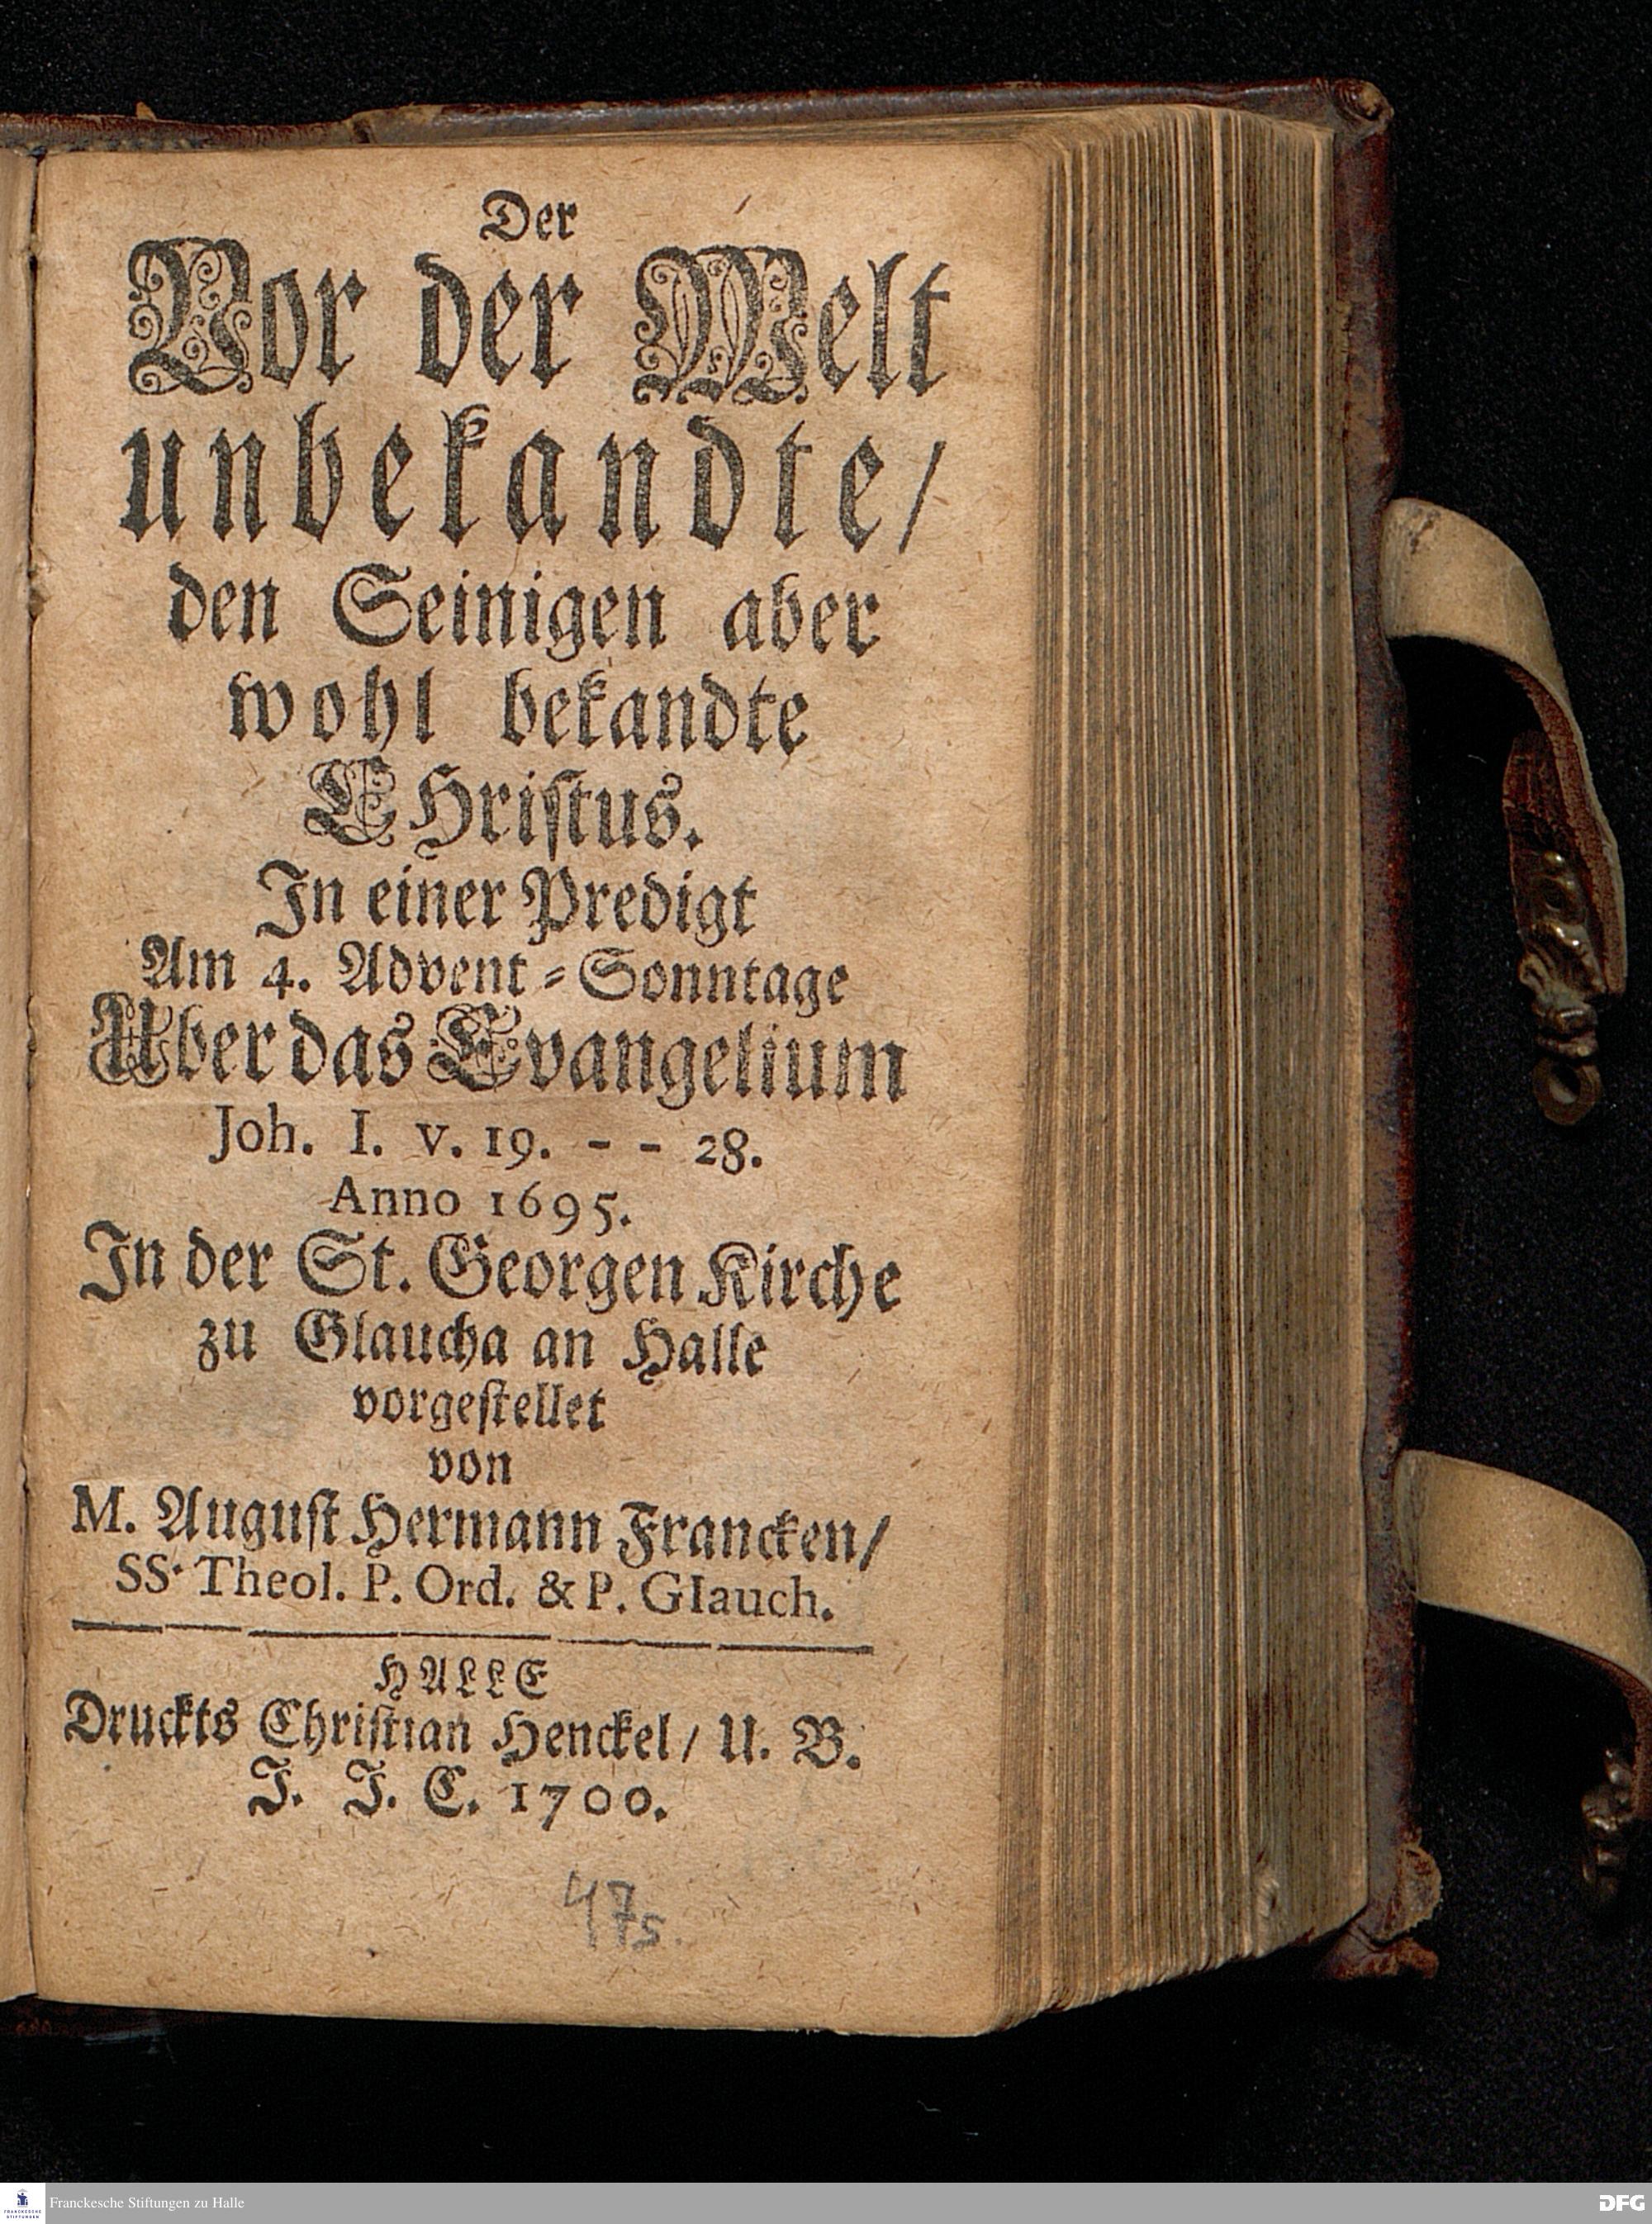 Der
Vor der Welt
unbekandte/
den Seinigen aber
wohl bekandte
CHriſtus.
In einer Predigt
Am 4. Advent-Sonntage
Uber das Evangelium
Joh. I. v. 19. - - 28.
Anno 1695.
In der St. Georgen Kirche
zu Glaucha an Halle
vorgeſtellet
von
M. Auguſt Hermann Francken/
SS. Theol. P. Ord. & P. Glauch.
HALLE
Druckts Chriſtian Henckel/ U. B.
J. J. C. 1700.
47s.
FRANCKESCHE STIFTUNGEN
Franckesche Stiftungen zu Halle
DFG